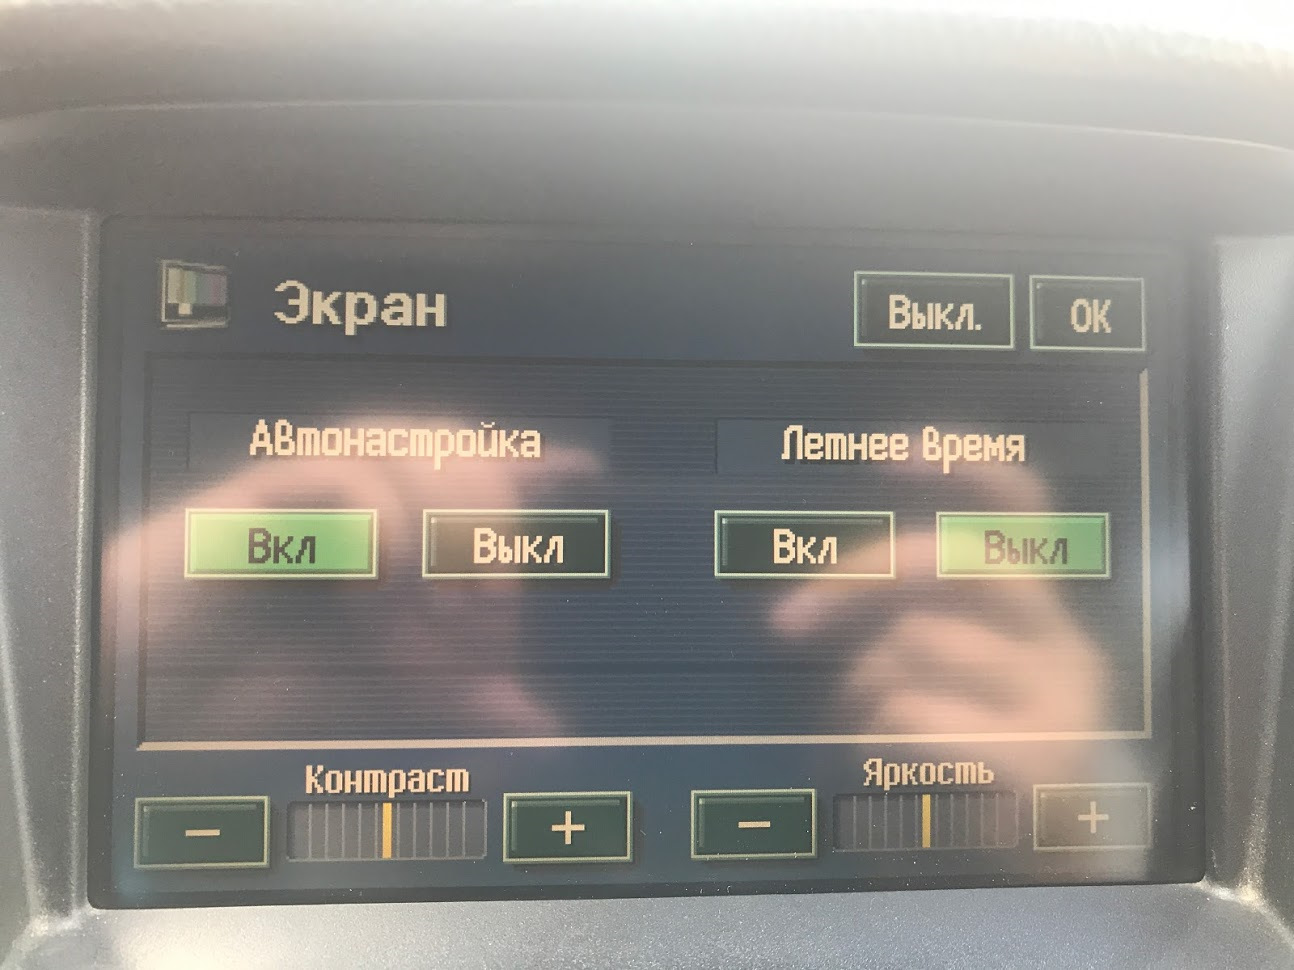 Экран
Выкл. OK
Автонастройка Летнее время
Вкл Выкл Вкл Выкл
Контраст Яркость
− + − +